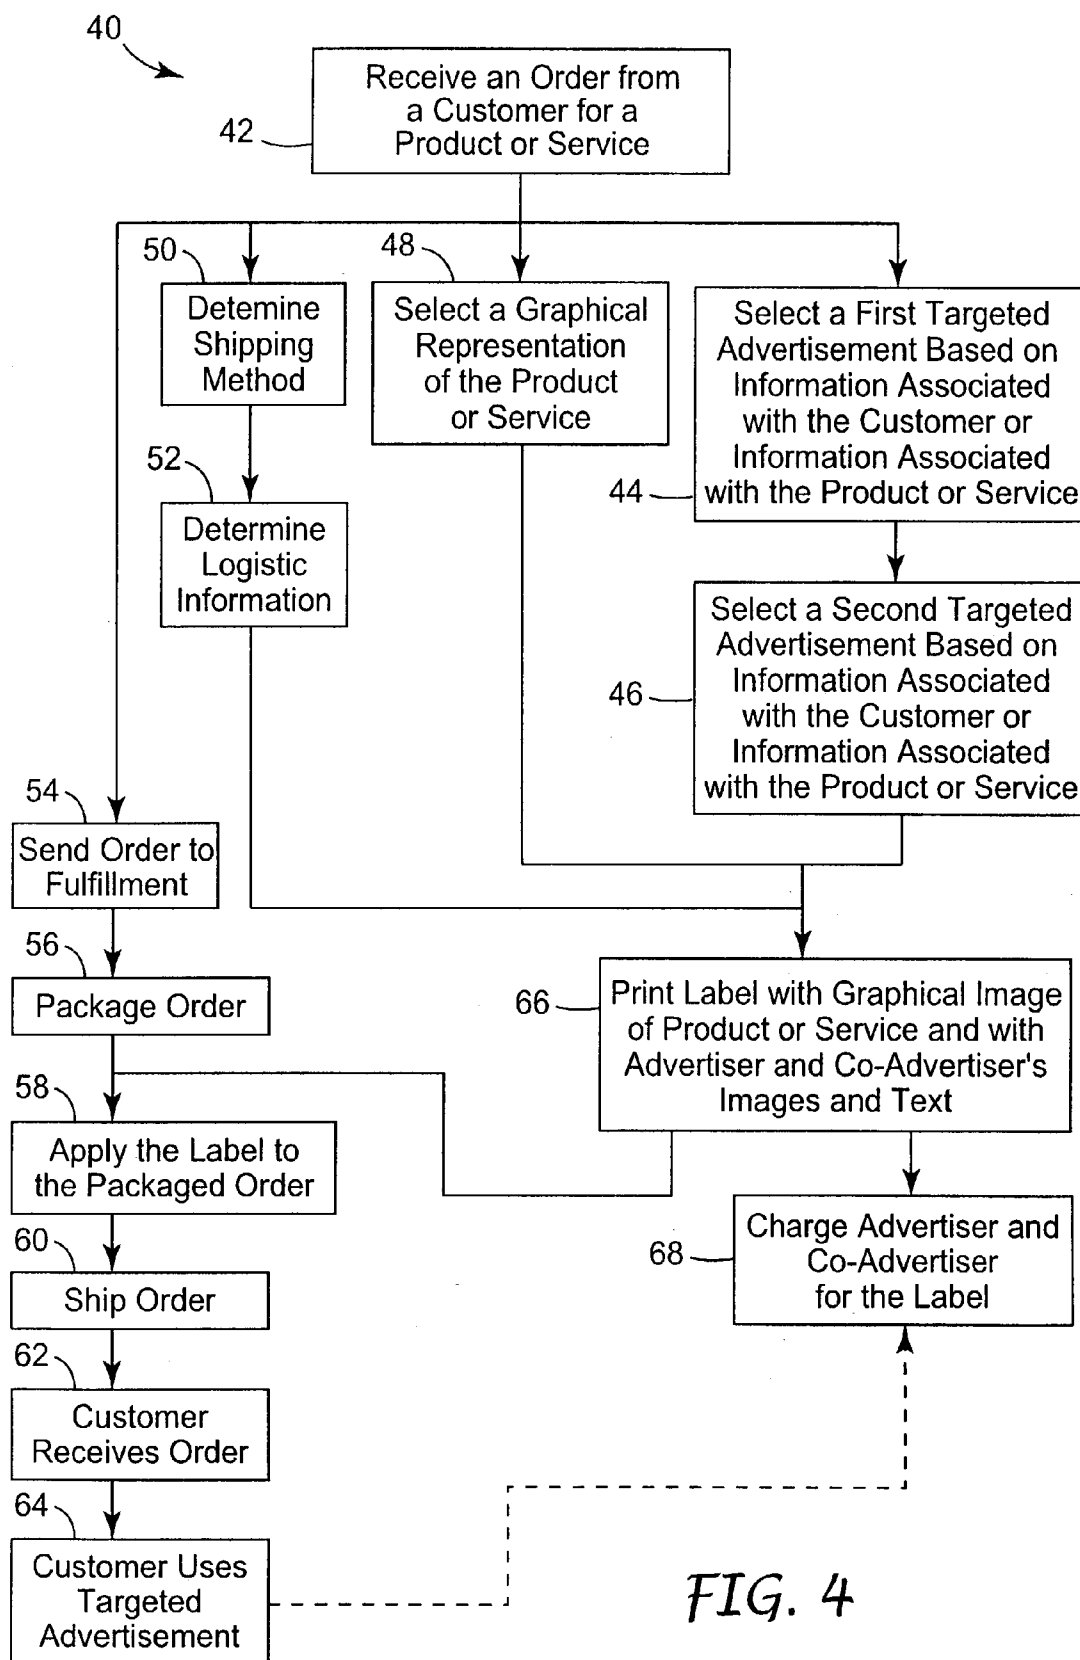 40
Receive an Order from
a Customer for a
Product or Service
42
50
Detemine
Shipping
Method
48
Select a Graphical
Representation
of the Product
or Service
Select a First Targeted
Advertisement Based on
Information Associated
with the Customer or
Information Associated
with the Product or Service
44
52
Determine
Logistic
Information
Select a Second Targeted
Advertisement Based on
Information Associated
with the Customer or
Information Associated
with the Product or Service
46
54
Send Order to
Fulfillment
56
Package Order
66
Print Label with Graphical Image
of Product or Service and with
Advertiser and Co-Advertiser's
Images and Text
58
Apply the Label to
the Packaged Order
68
Charge Advertiser and
Co-Advertiser
for the Label
60
Ship Order
62
Customer
Receives Order
64
Customer Uses
Targeted
Advertisement
FIG. 4